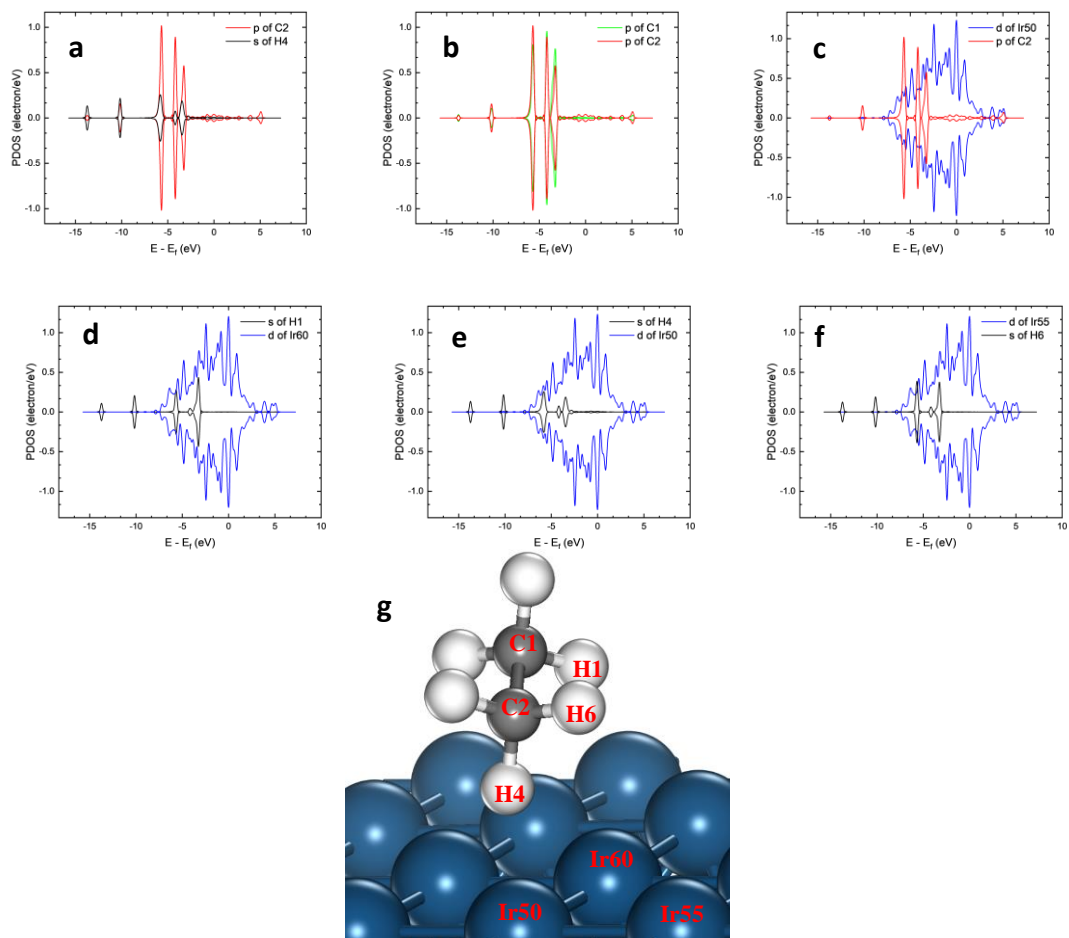 a
p of C2
s of H4
1.0
0.5
0.0
-0.5
-1.0
PDOS (electron/eV)
-15 -10 -5 0 5 10
E - Ef (eV)
b
p of C1
p of C2
1.0
0.5
0.0
-0.5
-1.0
PDOS (electron/eV)
-15 -10 -5 0 5 10
E - Ef (eV)
c
d of Ir50
p of C2
1.0
0.5
0.0
-0.5
-1.0
PDOS (electron/eV)
-15 -10 -5 0 5 10
E - Ef (eV)
d
s of H1
d of Ir60
1.0
0.5
0.0
-0.5
-1.0
PDOS (electron/eV)
-15 -10 -5 0 5 10
E - Ef (eV)
e
s of H4
d of Ir50
1.0
0.5
0.0
-0.5
-1.0
PDOS (electron/eV)
-15 -10 -5 0 5 10
E - Ef (eV)
f
d of Ir55
s of H6
1.0
0.5
0.0
-0.5
-1.0
PDOS (electron/eV)
-15 -10 -5 0 5 10
E - Ef (eV)
g
C1
H1
C2
H6
H4
Ir60
Ir50
Ir55